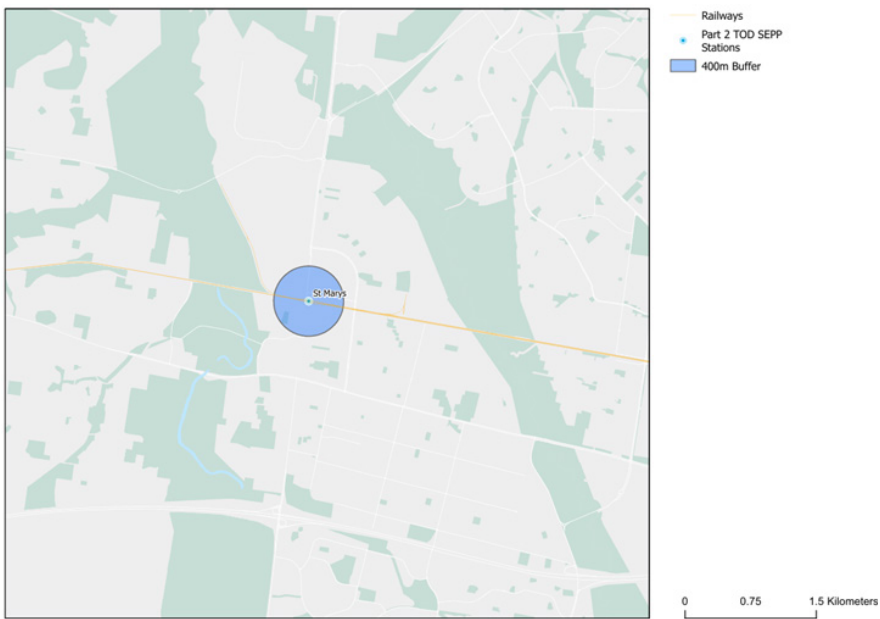 Railways
Part 2 TOD SEPP
Stations
400m Buffer
St Marys
0 0.75 1.5 Kilometers